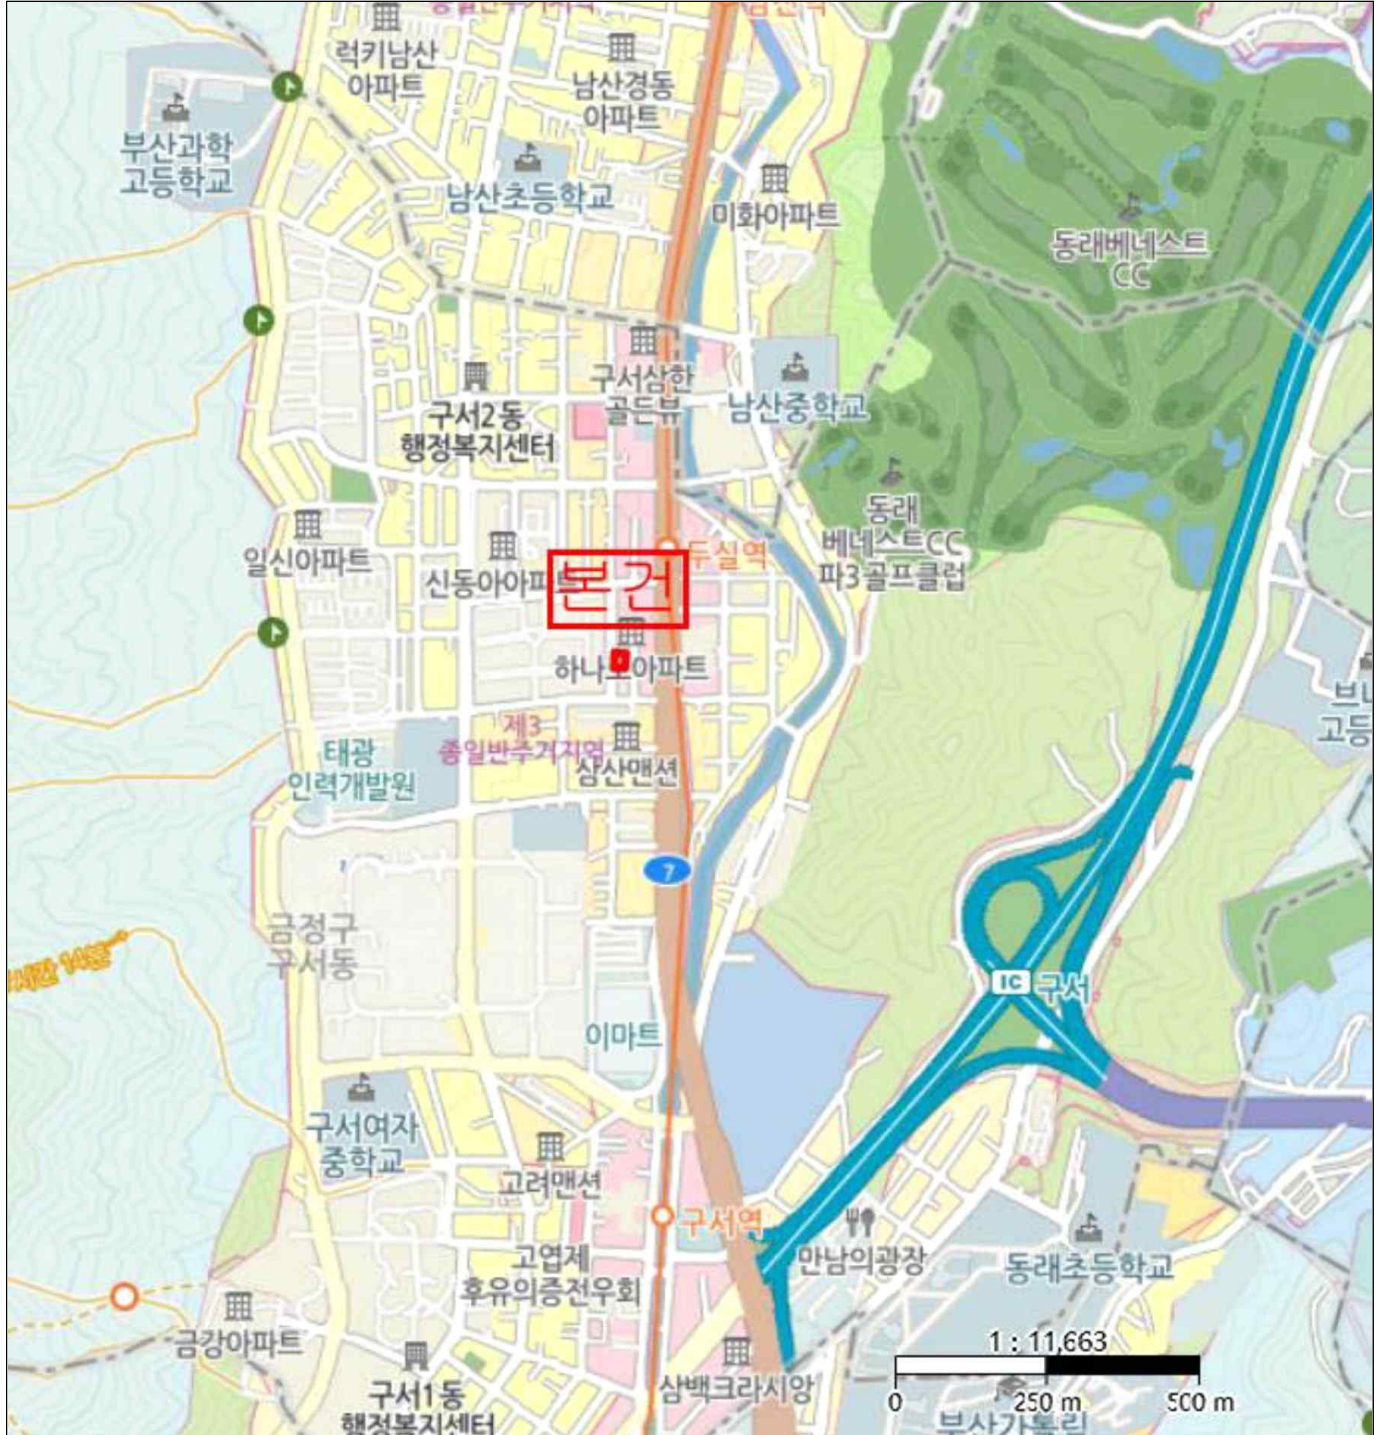 럭키남산
아파트
남산경동
아파트
부산과학
고등학교
남산초등학교
미화아파트
동래베네스트
CC
구서삼한
골든뷰
남산중학교
구서2동
행정복지센터
일신아파트
신동아아파트
본건
두실역
동래
베네스트CC
파3골프클럽
하나로아파트
제3
종일반주거지역
삼산맨션
태광
인력개발원
7
금정구
구서동
IC 구서
이마트
구서여자
중학교
고려맨션
구서역
만남의광장
동래초등학교
고엽제
후유의증전우회
금강아파트
구서1동
행정복지센터
삼백크라시앙
1 : 11,663
0 250 m 500 m